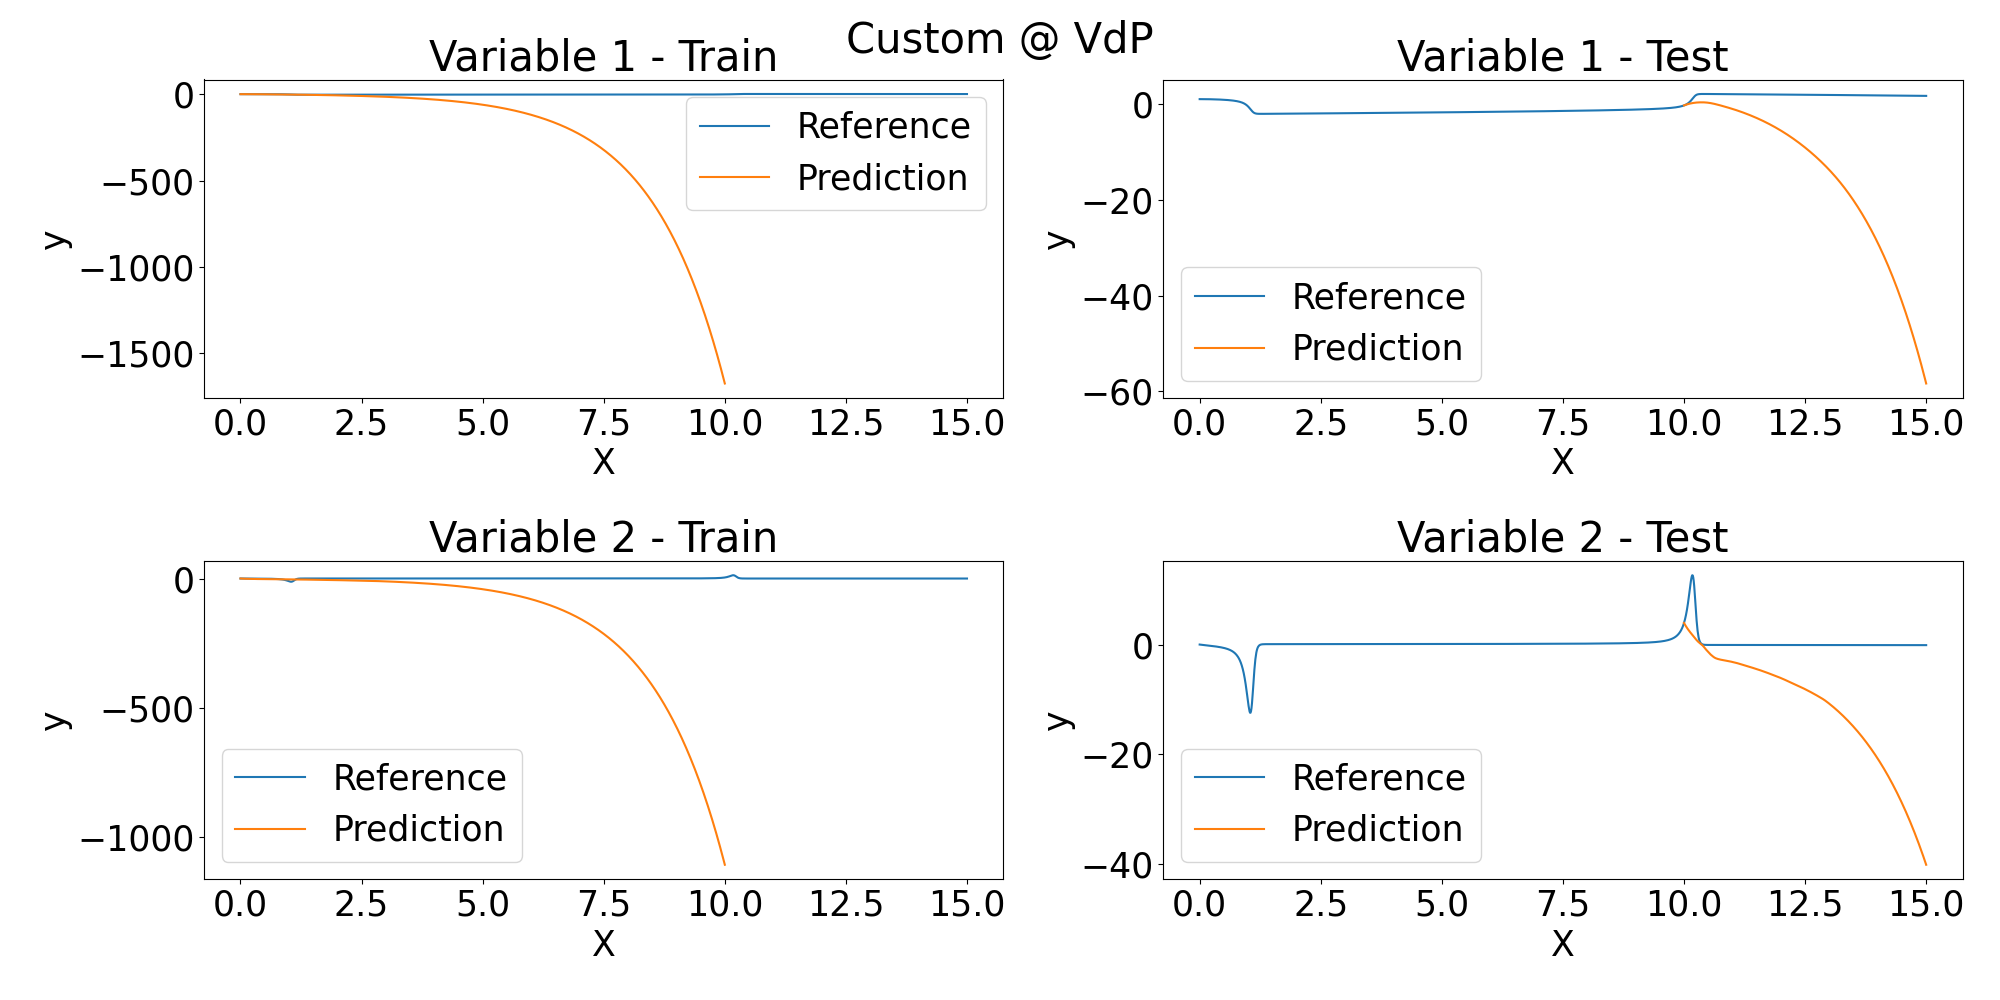 Custom @ VdP
Variable 1 - Train
0
−500
−1000
−1500
y
Reference
Prediction
0.0 2.5 5.0 7.5 10.0 12.5 15.0
X
Variable 1 - Test
0
−20
−40
−60
y
Reference
Prediction
0.0 2.5 5.0 7.5 10.0 12.5 15.0
X
Variable 2 - Train
0
−500
−1000
y
Reference
Prediction
0.0 2.5 5.0 7.5 10.0 12.5 15.0
X
Variable 2 - Test
0
−20
−40
y
Reference
Prediction
0.0 2.5 5.0 7.5 10.0 12.5 15.0
X